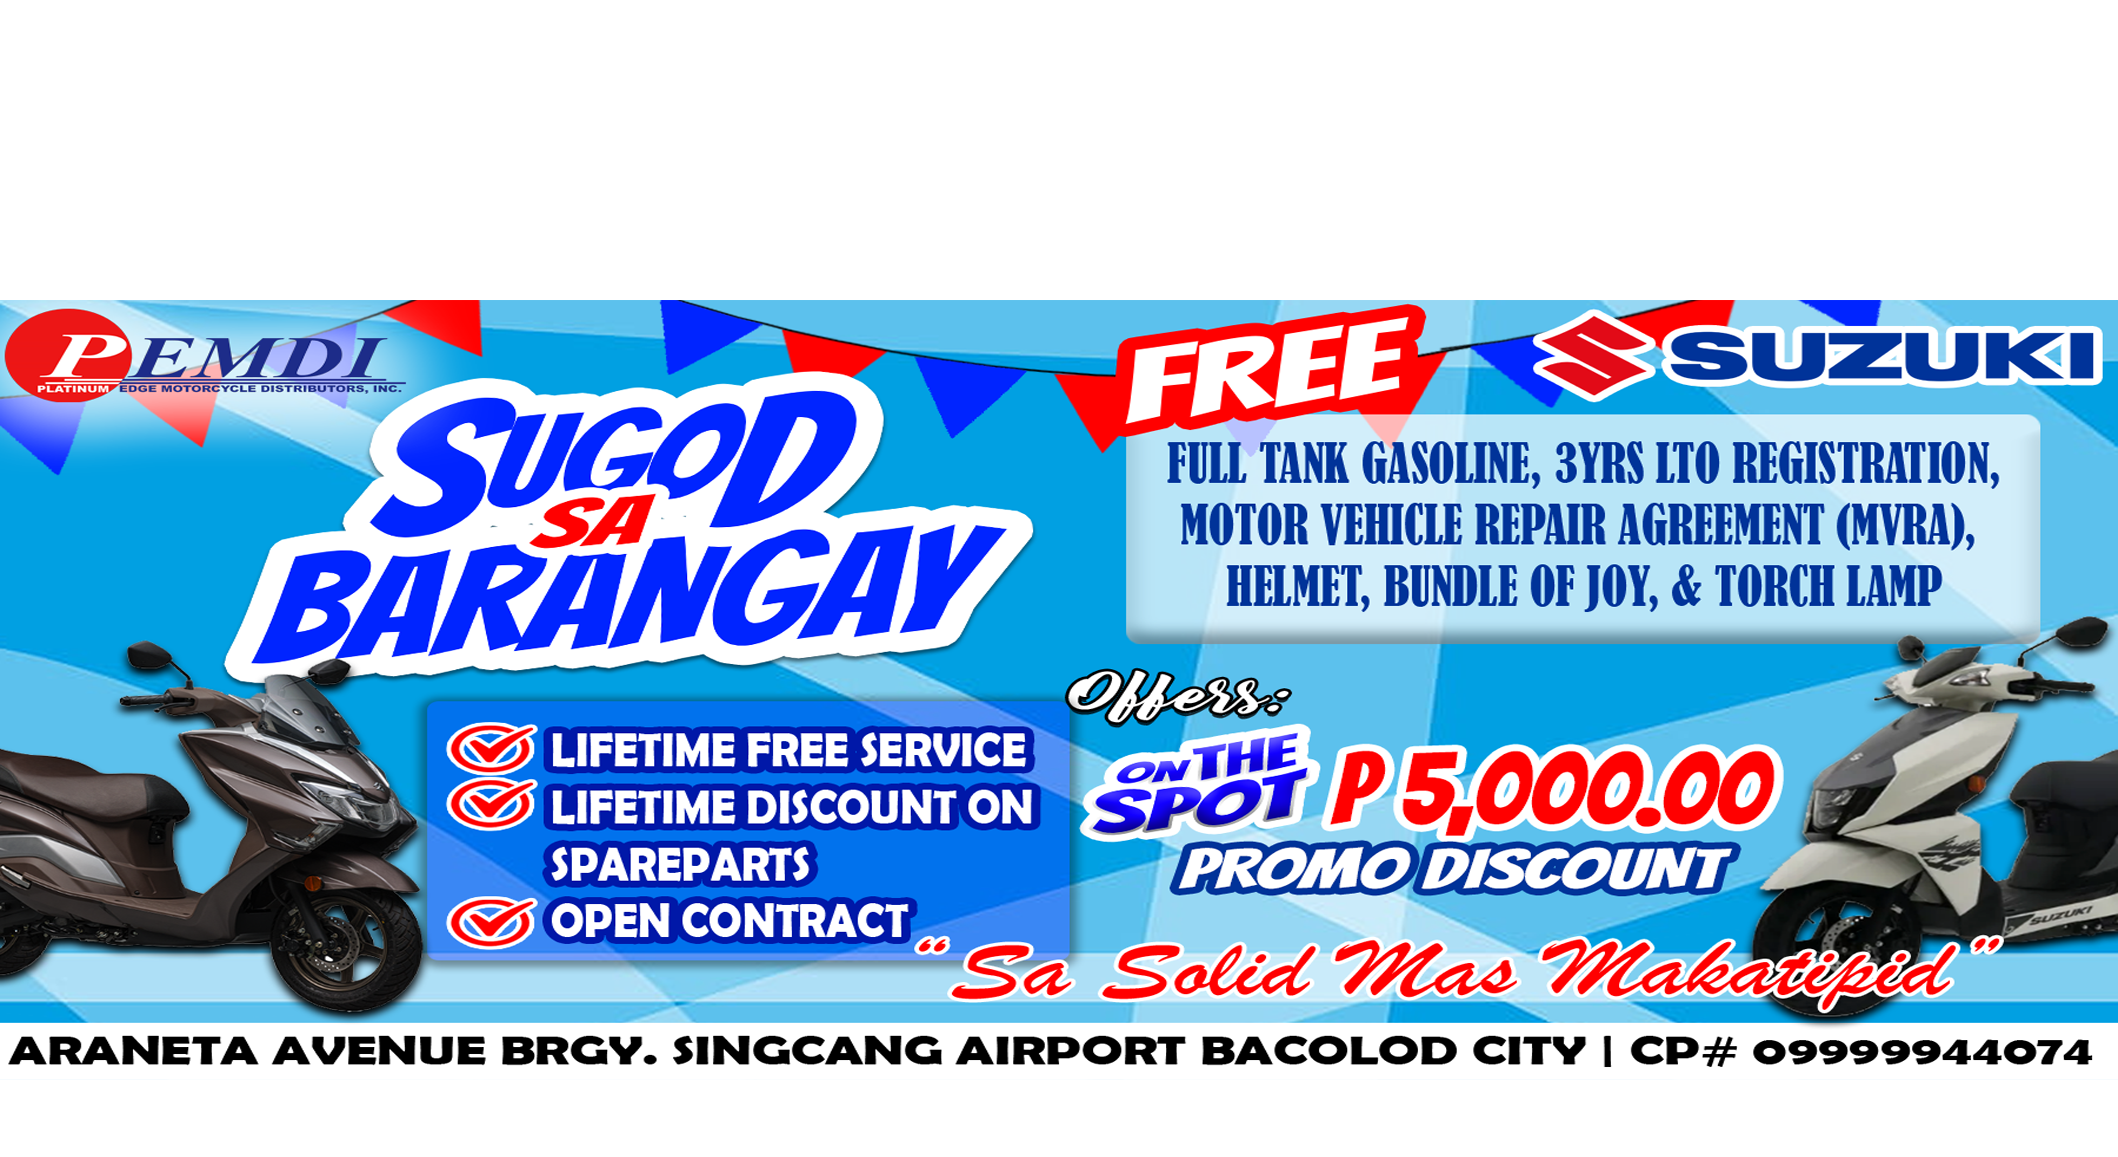 PEMDI
PLATINUM EDGE MOTORCYCLE DISTRIBUTORS, INC.
SUGOD
SA
BARANGAY
LIFETIME FREE SERVICE
LIFETIME DISCOUNT ON
SPAREPARTS
OPEN CONTRACT
FREE
SUZUKI
FULL TANK GASOLINE, 3YRS LTO REGISTRATION,
MOTOR VEHICLE REPAIR AGREEMENT (MVRA),
HELMET, BUNDLE OF JOY, & TORCH LAMP
Offers:
ON THE
SPOT
P 5,000.00
PROMO DISCOUNT
SUZUKI
“Sa Solid Mas Makatipid”
ARANETA AVENUE BRGY. SINGCANG AIRPORT BACOLOD CITY | CP# 09999944074